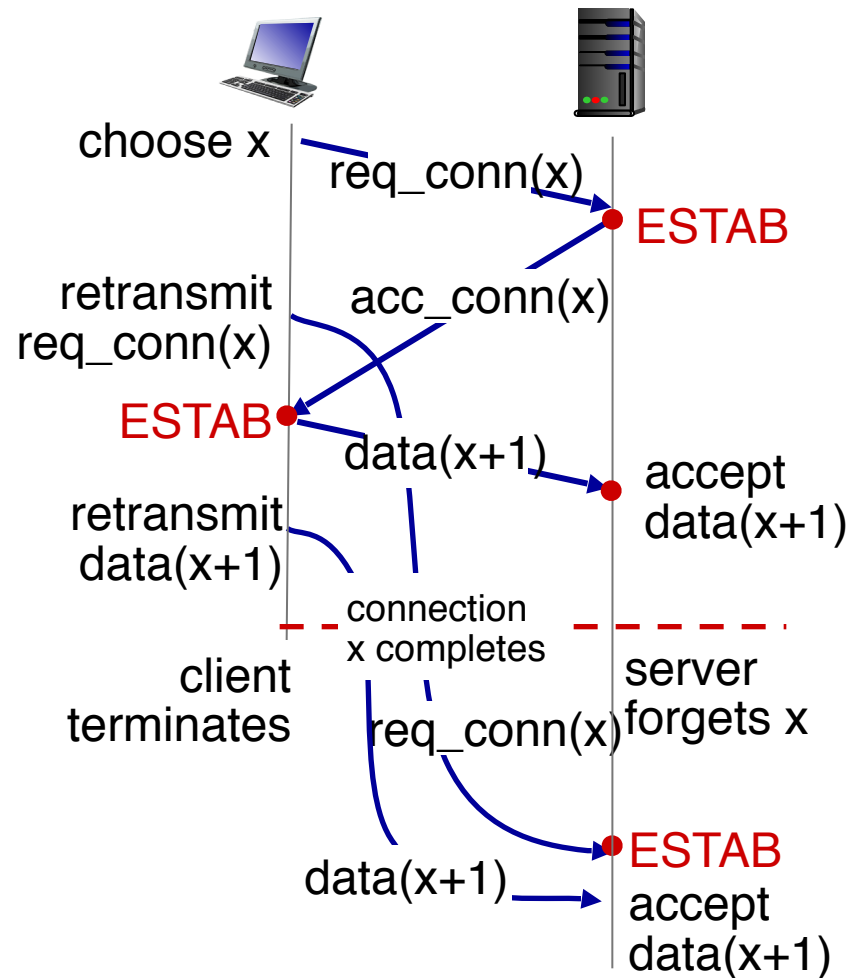 choose x
req_conn(x)
ESTAB
retransmit
req_conn(x)
acc_conn(x)
ESTAB
data(x+1)
accept
data(x+1)
retransmit
data(x+1)
connection
x completes
client
terminates
server
forgets x
req_conn(x)
ESTAB
data(x+1)
accept
data(x+1)